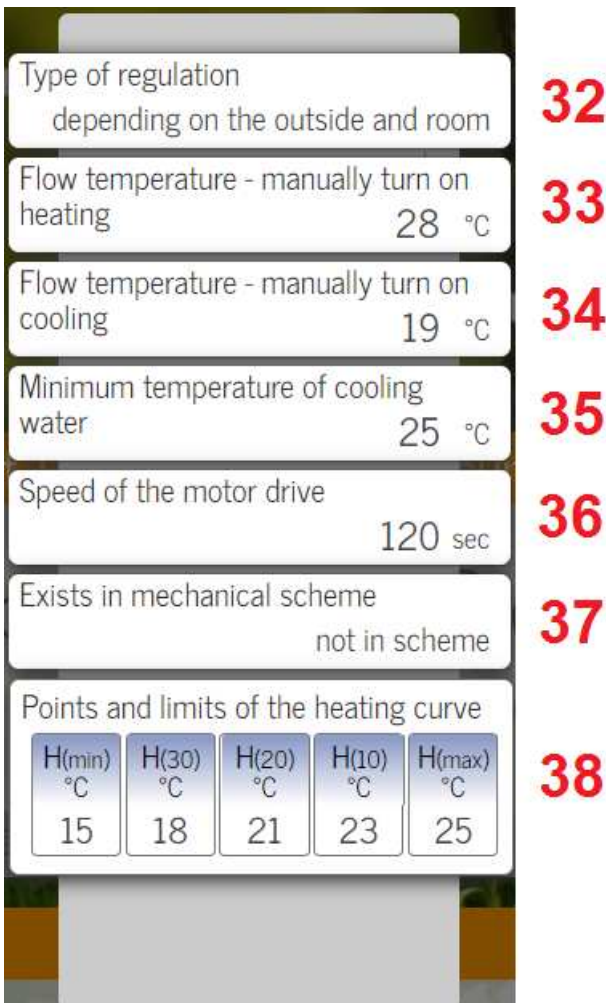 Type of regulation
depending on the outside and room
32
Flow temperature - manually turn on
heating
28 °C
33
Flow temperature - manually turn on
cooling
19 °C
34
Minimum temperature of cooling
water
25 °C
35
Speed of the motor drive
120 sec
36
Exists in mechanical scheme
not in scheme
37
Points and limits of the heating curve
H(min) H(30) H(20) H(10) H(max)
°C °C °C °C °C
15 18 21 23 25
38